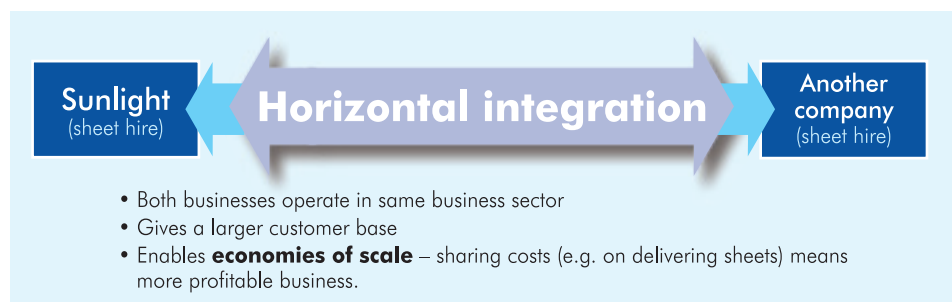 Sunlight
(sheet hire)
Horizontal integration
Another
company
(sheet hire)
• Both businesses operate in same business sector
• Gives a larger customer base
• Enables economies of scale – sharing costs (e.g. on delivering sheets) means
more profitable business.